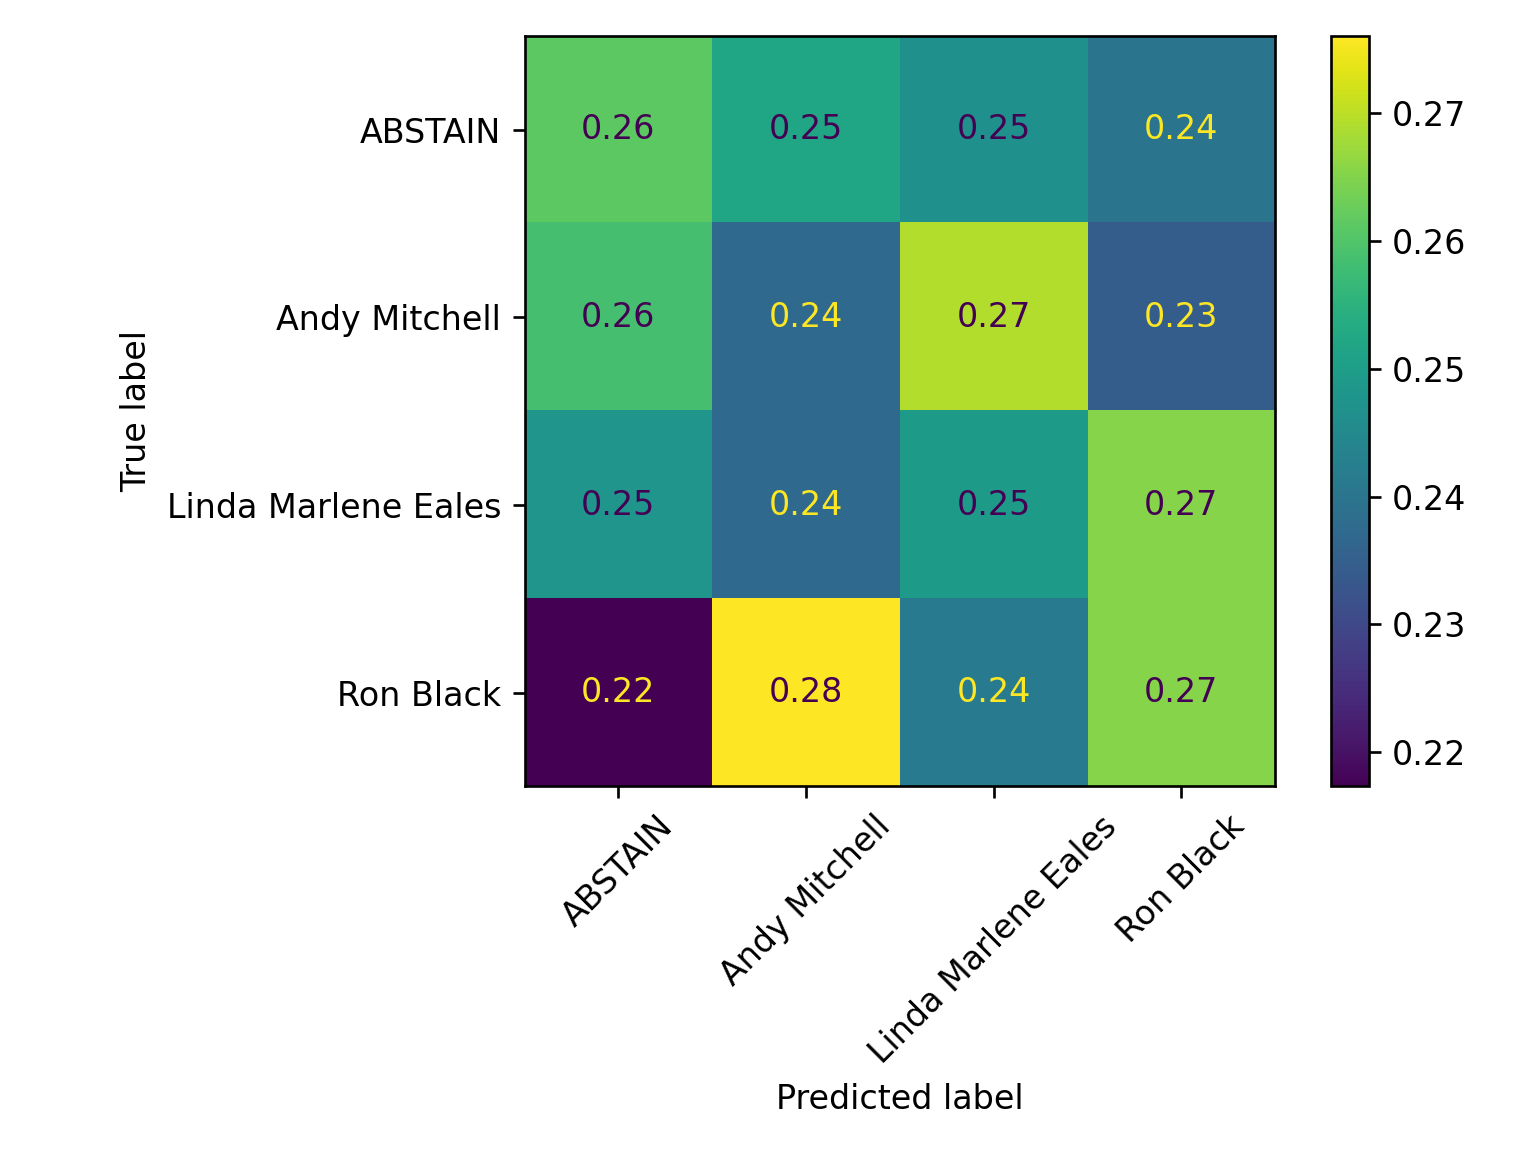 ABSTAIN 0.26 0.25 0.25 0.24
Andy Mitchell 0.26 0.24 0.27 0.23
Linda Marlene Eales 0.25 0.24 0.25 0.27
Ron Black 0.22 0.28 0.24 0.27
True label
ABSTAIN
Andy Mitchell
Linda Marlene Eales
Ron Black
Predicted label
0.27
0.26
0.25
0.24
0.23
0.22